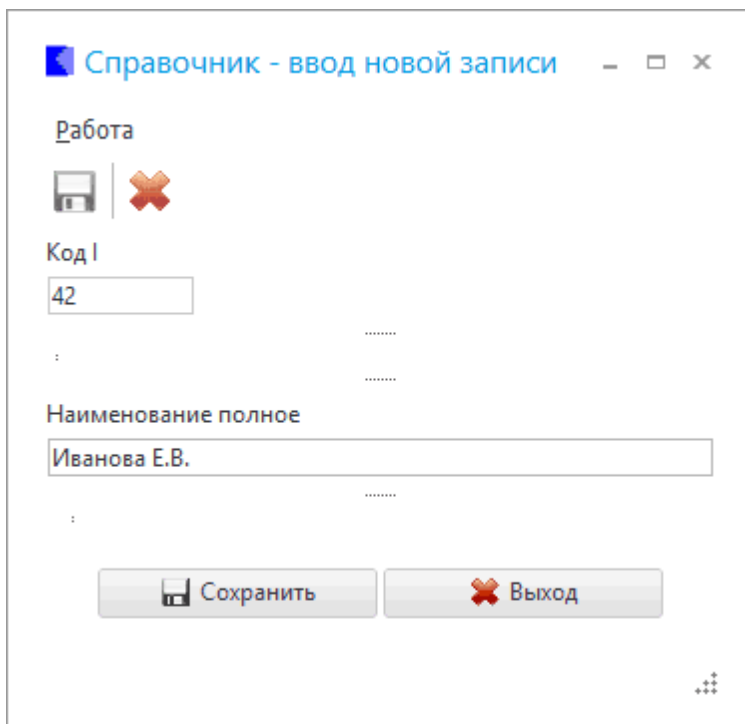 Справочник - ввод новой записи
Работа
Код I
42
Наименование полное
Иванова Е.В.
Сохранить Выход